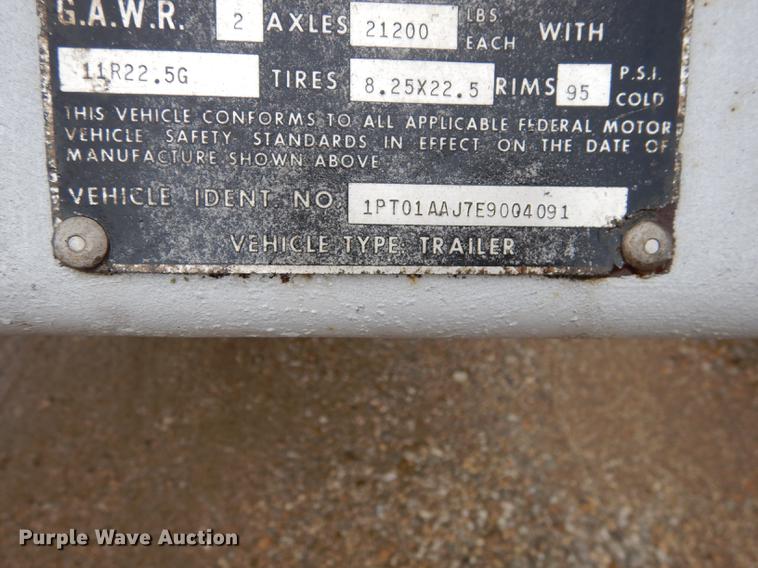 G.A.W.R. 2 AXLES 21200 LBS EACH WITH
11R22.5G TIRES 8.25X22.5 RIMS 95 P.S.I. COLD
THIS VEHICLE CONFORMS TO ALL APPLICABLE FEDERAL MOTOR
VEHICLE SAFETY STANDARDS IN EFFECT ON THE DATE OF
MANUFACTURE SHOWN ABOVE
VEHICLE IDENT. NO. 1PT01AAJ7E9004091
VEHICLE TYPE: TRAILER
Purple Wave Auction®